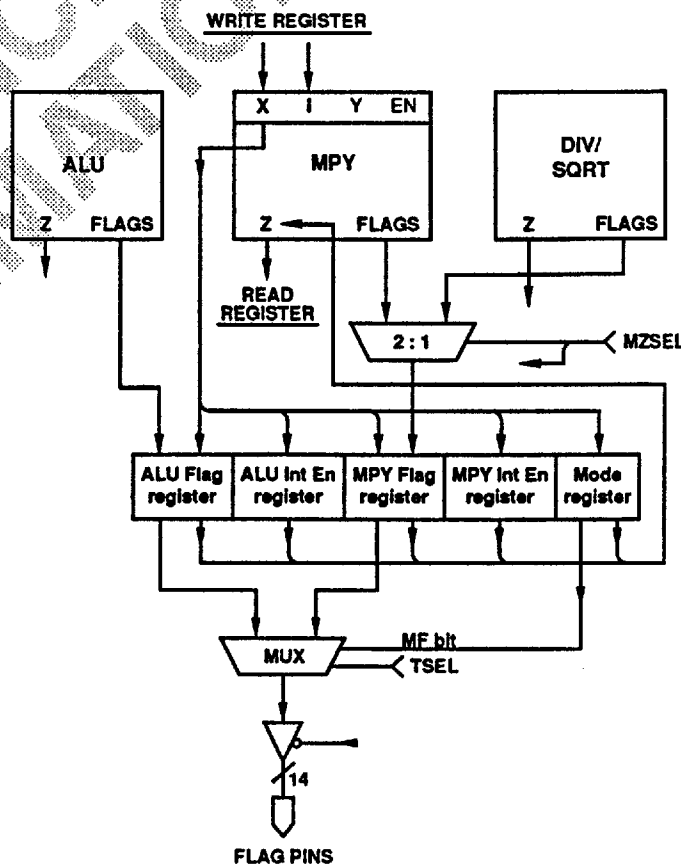 WRITE REGISTER
X I Y EN
ALU
MPY
DIV/
SQRT
Z FLAGS
Z FLAGS
Z FLAGS
READ
REGISTER
2 : 1
MZSEL
ALU Flag
register
ALU Int En
register
MPY Flag
register
MPY Int En
register
Mode
register
MF bit
MUX
TSEL
14
FLAG PINS